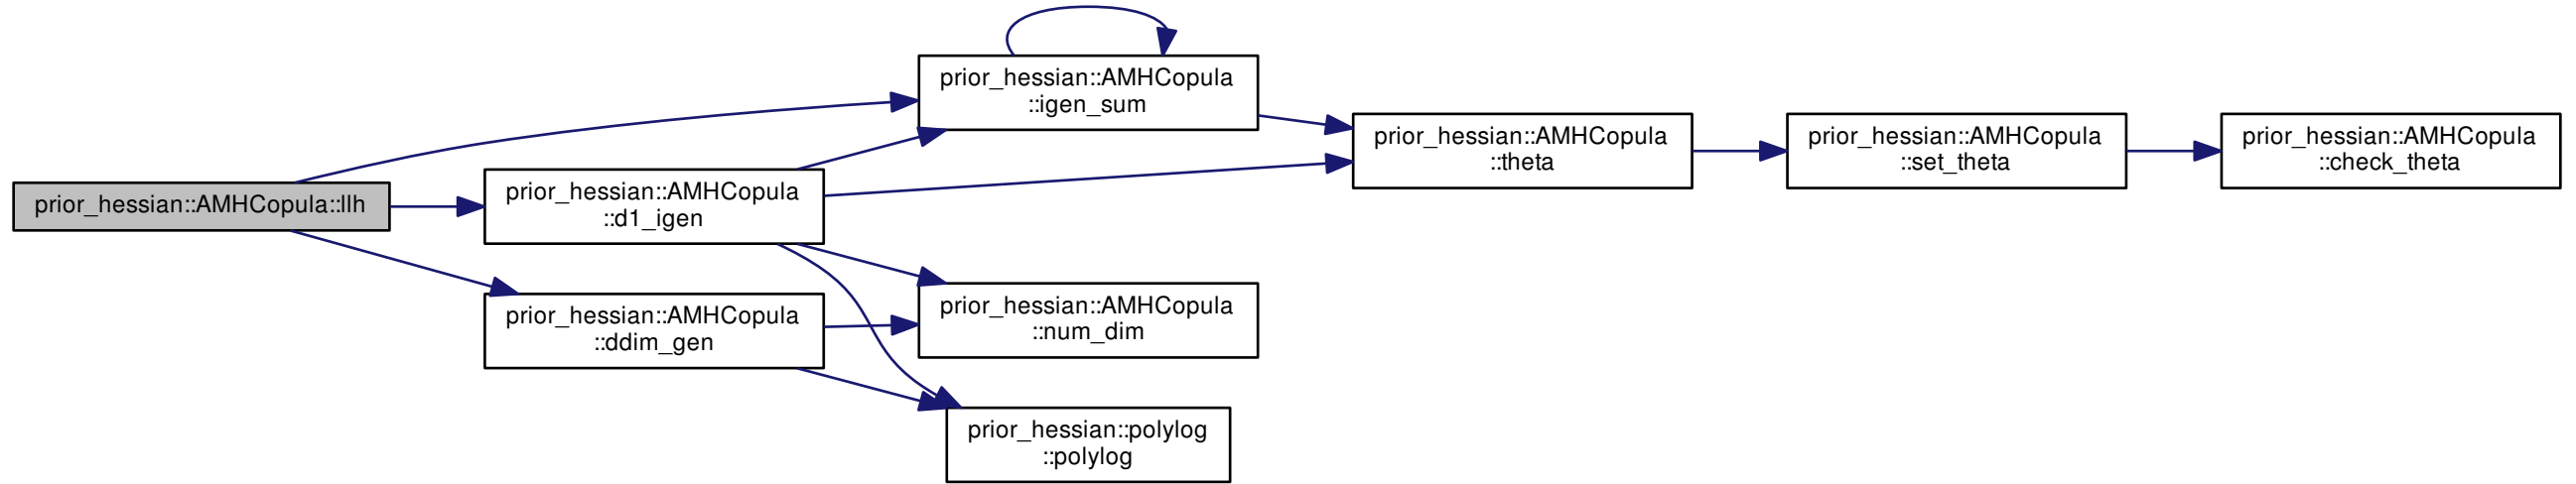 prior_hessian::AMHCopula::llh
prior_hessian::AMHCopula
::d1_igen
prior_hessian::AMHCopula
::ddim_gen
prior_hessian::AMHCopula
::igen_sum
prior_hessian::AMHCopula
::num_dim
prior_hessian::polylog
::polylog
prior_hessian::AMHCopula
::theta
prior_hessian::AMHCopula
::set_theta
prior_hessian::AMHCopula
::check_theta